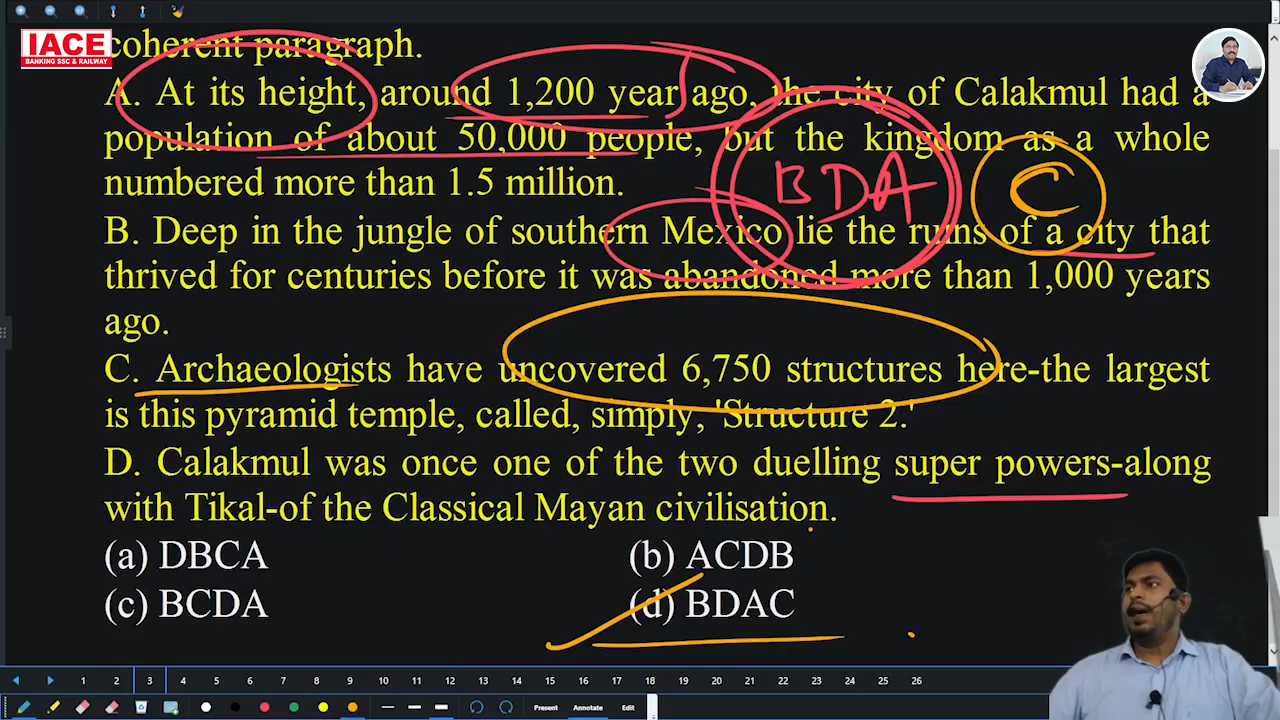 IACE
BANKING SSC & RAILWAY
coherent paragraph.
A. At its height, around 1,200 year ago, the city of Calakmul had a
population of about 50,000 people, but the kingdom as a whole
numbered more than 1.5 million.
BDA
C
B. Deep in the jungle of southern Mexico lie the ruins of a city that
thrived for centuries before it was abandoned more than 1,000 years
ago.
C. Archaeologists have uncovered 6,750 structures here-the largest
is this pyramid temple, called, simply, 'Structure 2.'
D. Calakmul was once one of the two duelling super powers-along
with Tikal-of the Classical Mayan civilisation.
(a) DBCA (b) ACDB
(c) BCDA (d) BDAC
1 2 3 4 5 6 7 8 9 10 11 12 13 14 15 16 17 18 19 20 21 22 23 24 25 26
Present Annotate Edit